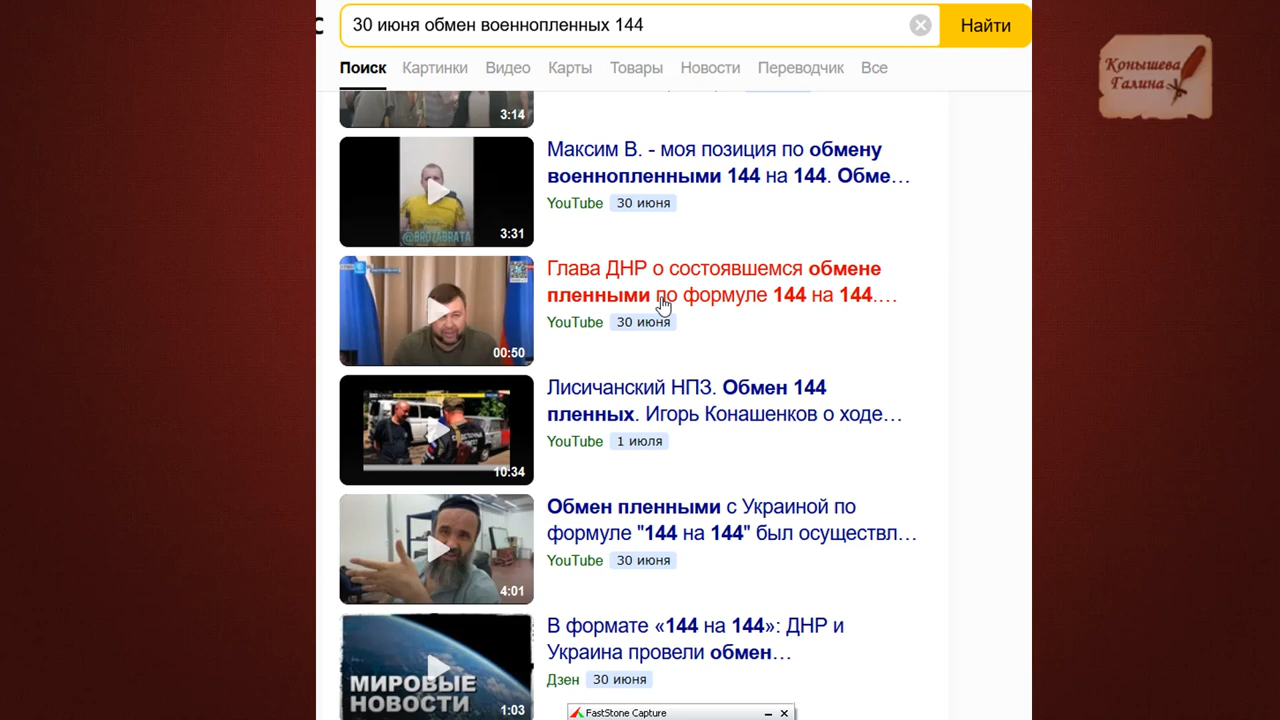 30 июня обмен военнопленных 144
Найти
Поиск Картинки Видео Карты Товары Новости Переводчик Все
Конышева
Галина
3:14
Максим В. - моя позиция по обмену
военнопленными 144 на 144. Обме…
YouTube 30 июня
@BROZABRATA
3:31
Глава ДНР о состоявшемся обмене
пленными по формуле 144 на 144.…
YouTube 30 июня
00:50
Лисичанский НПЗ. Обмен 144
пленных. Игорь Конашенков о ходе…
YouTube 1 июля
10:34
Обмен пленными с Украиной по
формуле "144 на 144" был осуществл…
YouTube 30 июня
4:01
В формате «144 на 144»: ДНР и
Украина провели обмен…
Дзен 30 июня
МИРОВЫЕ
НОВОСТИ
1:03
FastStone Capture